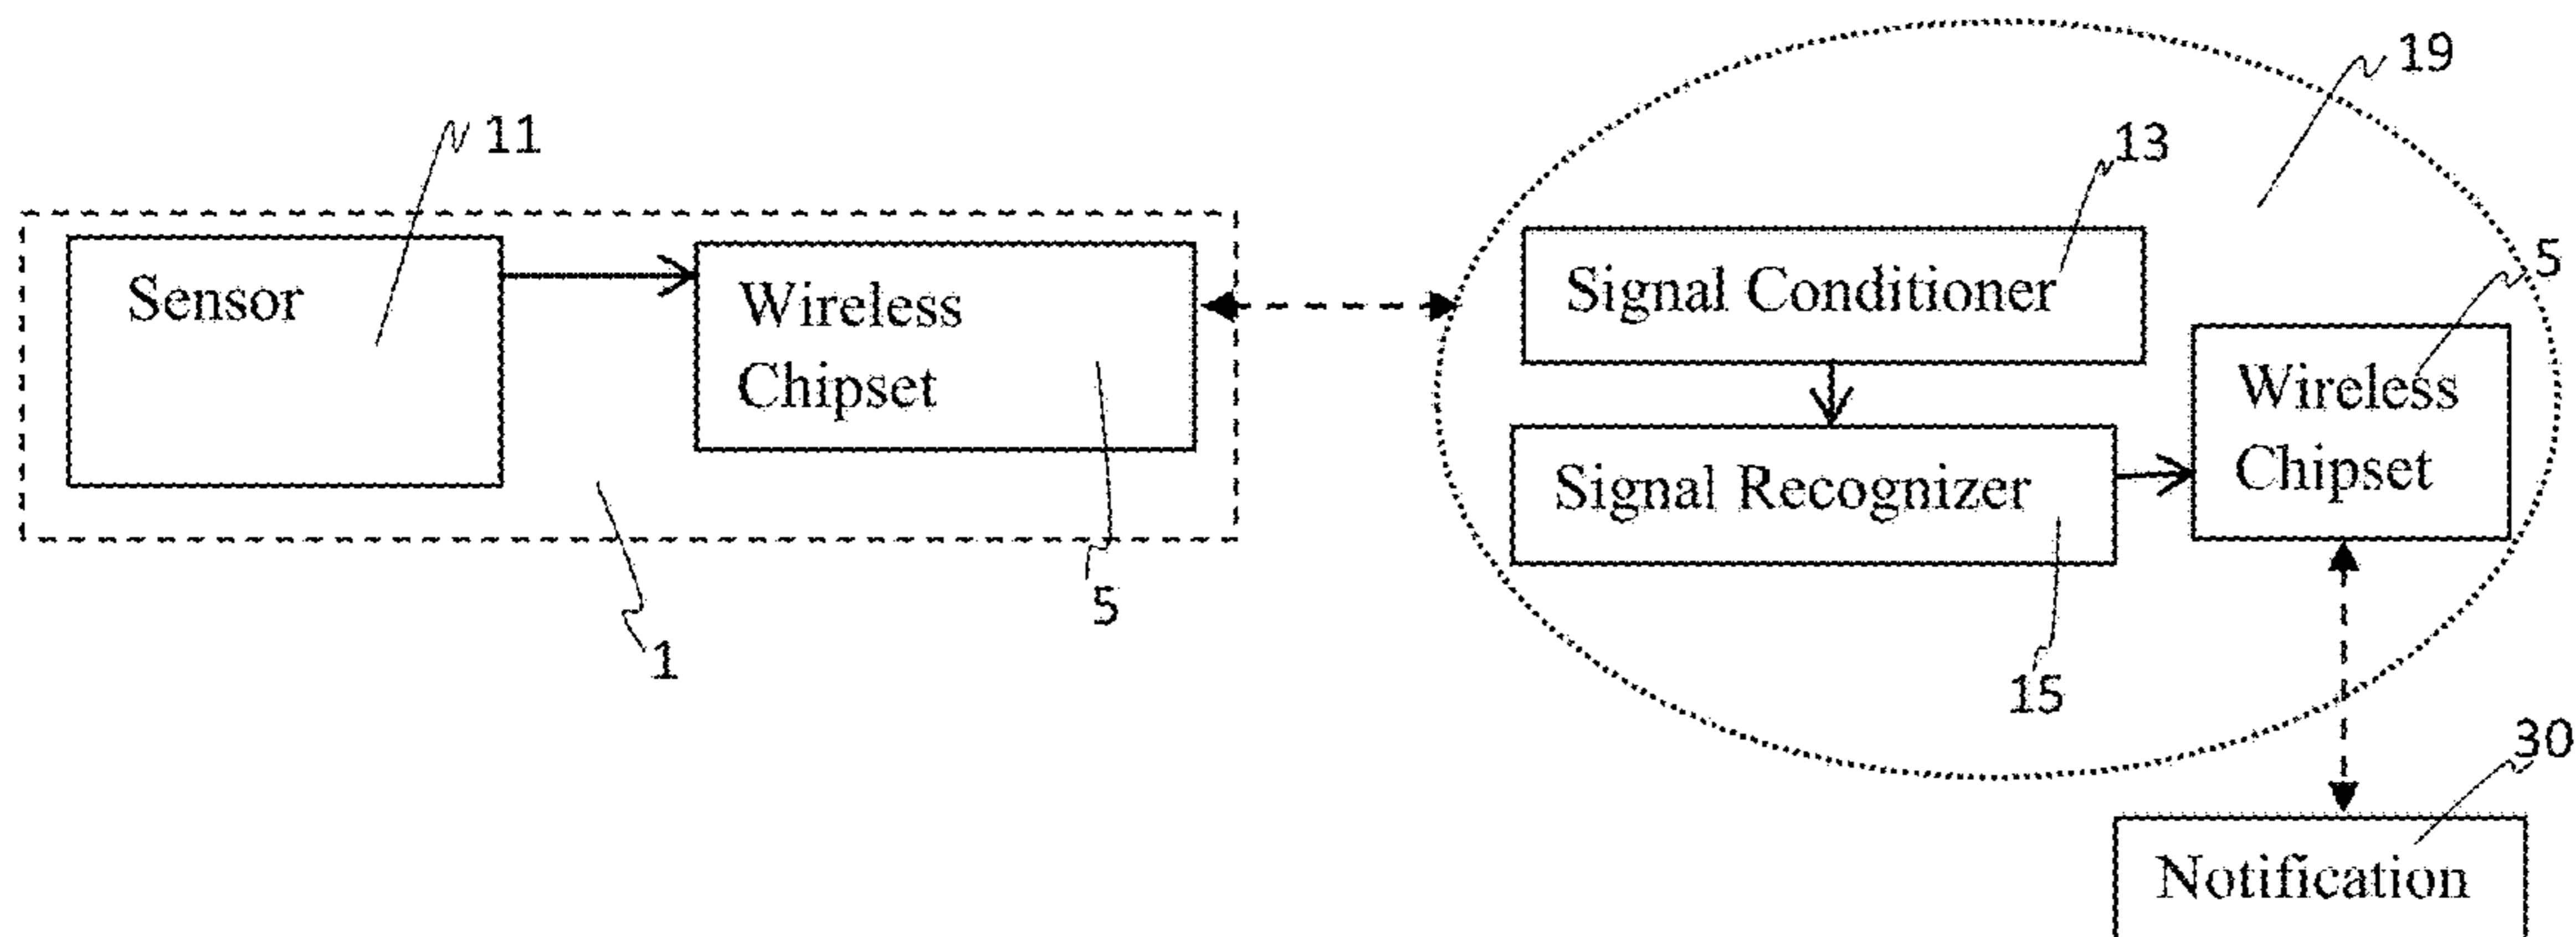 19
11
13
Sensor
Wireless
Chipset
Signal Conditioner
5
Wireless
Chipset
Signal Recognizer
5
1
15
30
Notification